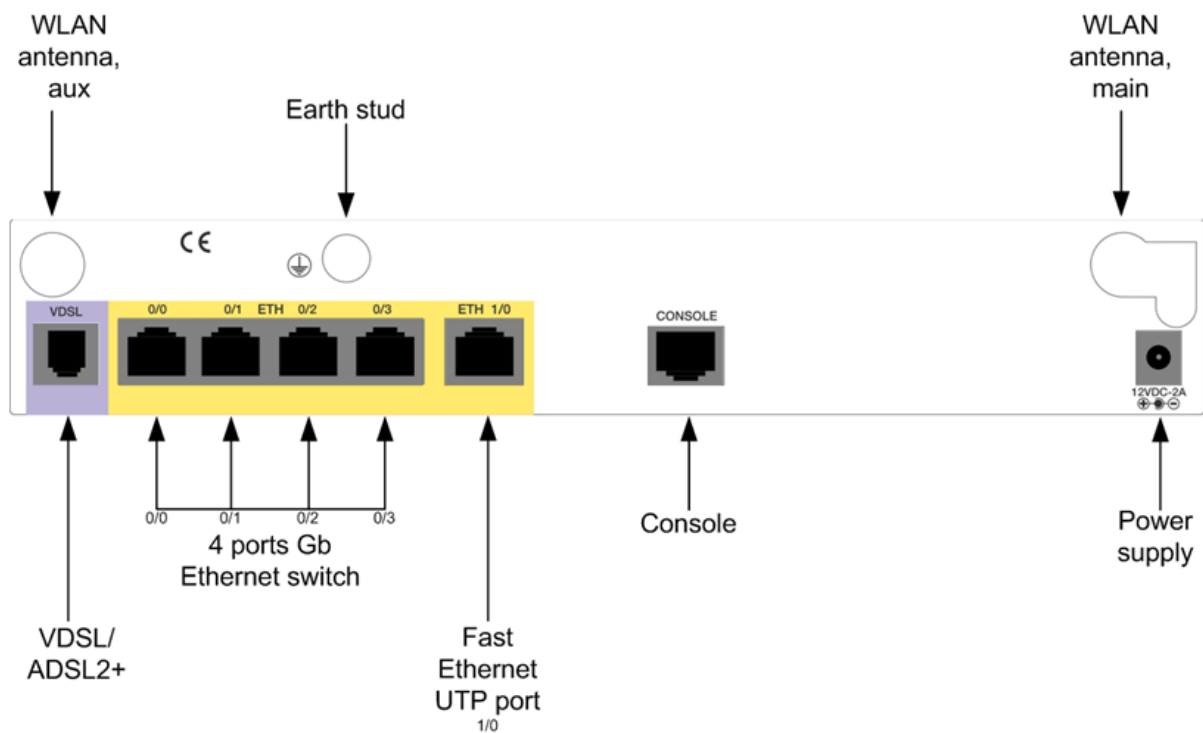 WLAN
antenna,
aux
Earth stud
WLAN
antenna,
main
CE
VDSL
0/0 0/1 ETH 0/2 0/3
ETH 1/0
CONSOLE
12VDC-2A
0/0 0/1 0/2 0/3
4 ports Gb
Ethernet switch
Console
Power
supply
VDSL/
ADSL2+
Fast
Ethernet
UTP port
1/0